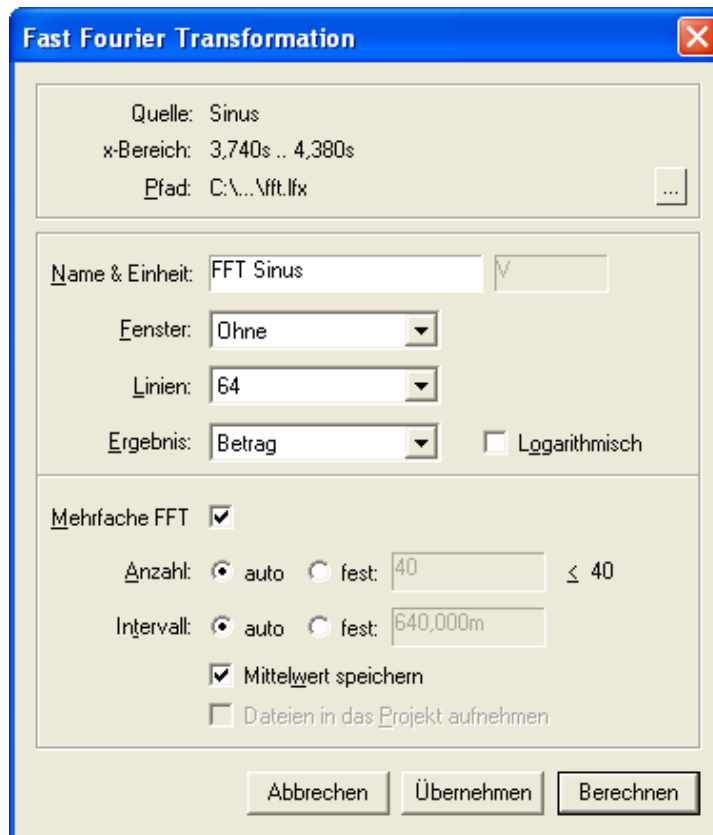 Fast Fourier Transformation
Quelle: Sinus
x-Bereich: 3,740s .. 4,380s
Pfad: C:\...\fft.lfx
...
Name & Einheit: FFT Sinus V
Fenster: Ohne
Linien: 64
Ergebnis: Betrag Logarithmisch
Mehrfache FFT
Anzahl: auto fest: 40 ≤ 40
Intervall: auto fest: 640,000m
Mittelwert speichern
Dateien in das Projekt aufnehmen
Abbrechen Übernehmen Berechnen